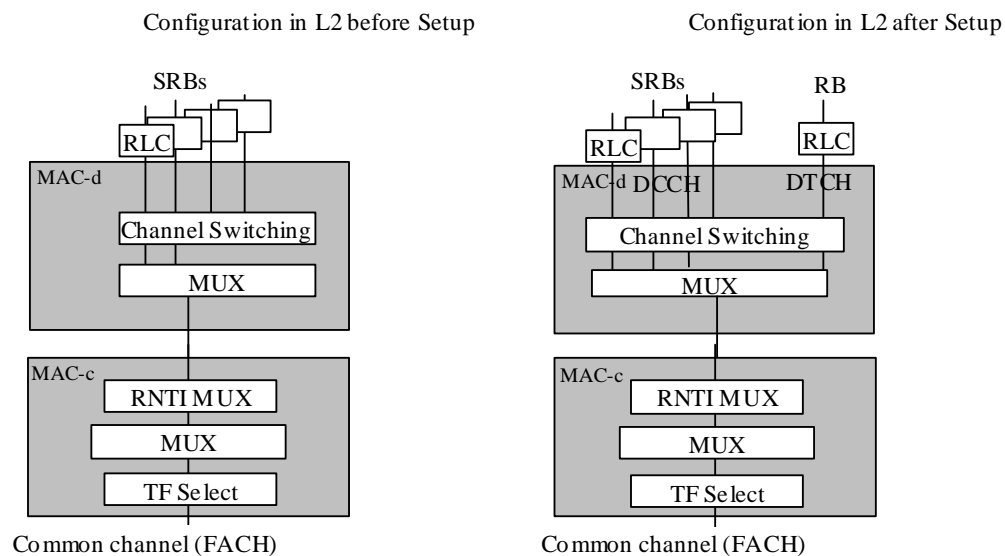 Configuration in L2 before Setup
SRBs
RLC
MAC-d
Channel Switching
MUX
MAC-c
RNTI MUX
MUX
TF Select
Common channel (FACH)
Configuration in L2 after Setup
SRBs
RB
RLC
RLC
MAC-d
DCCH
DTCH
Channel Switching
MUX
MAC-c
RNTI MUX
MUX
TF Select
Common channel (FACH)